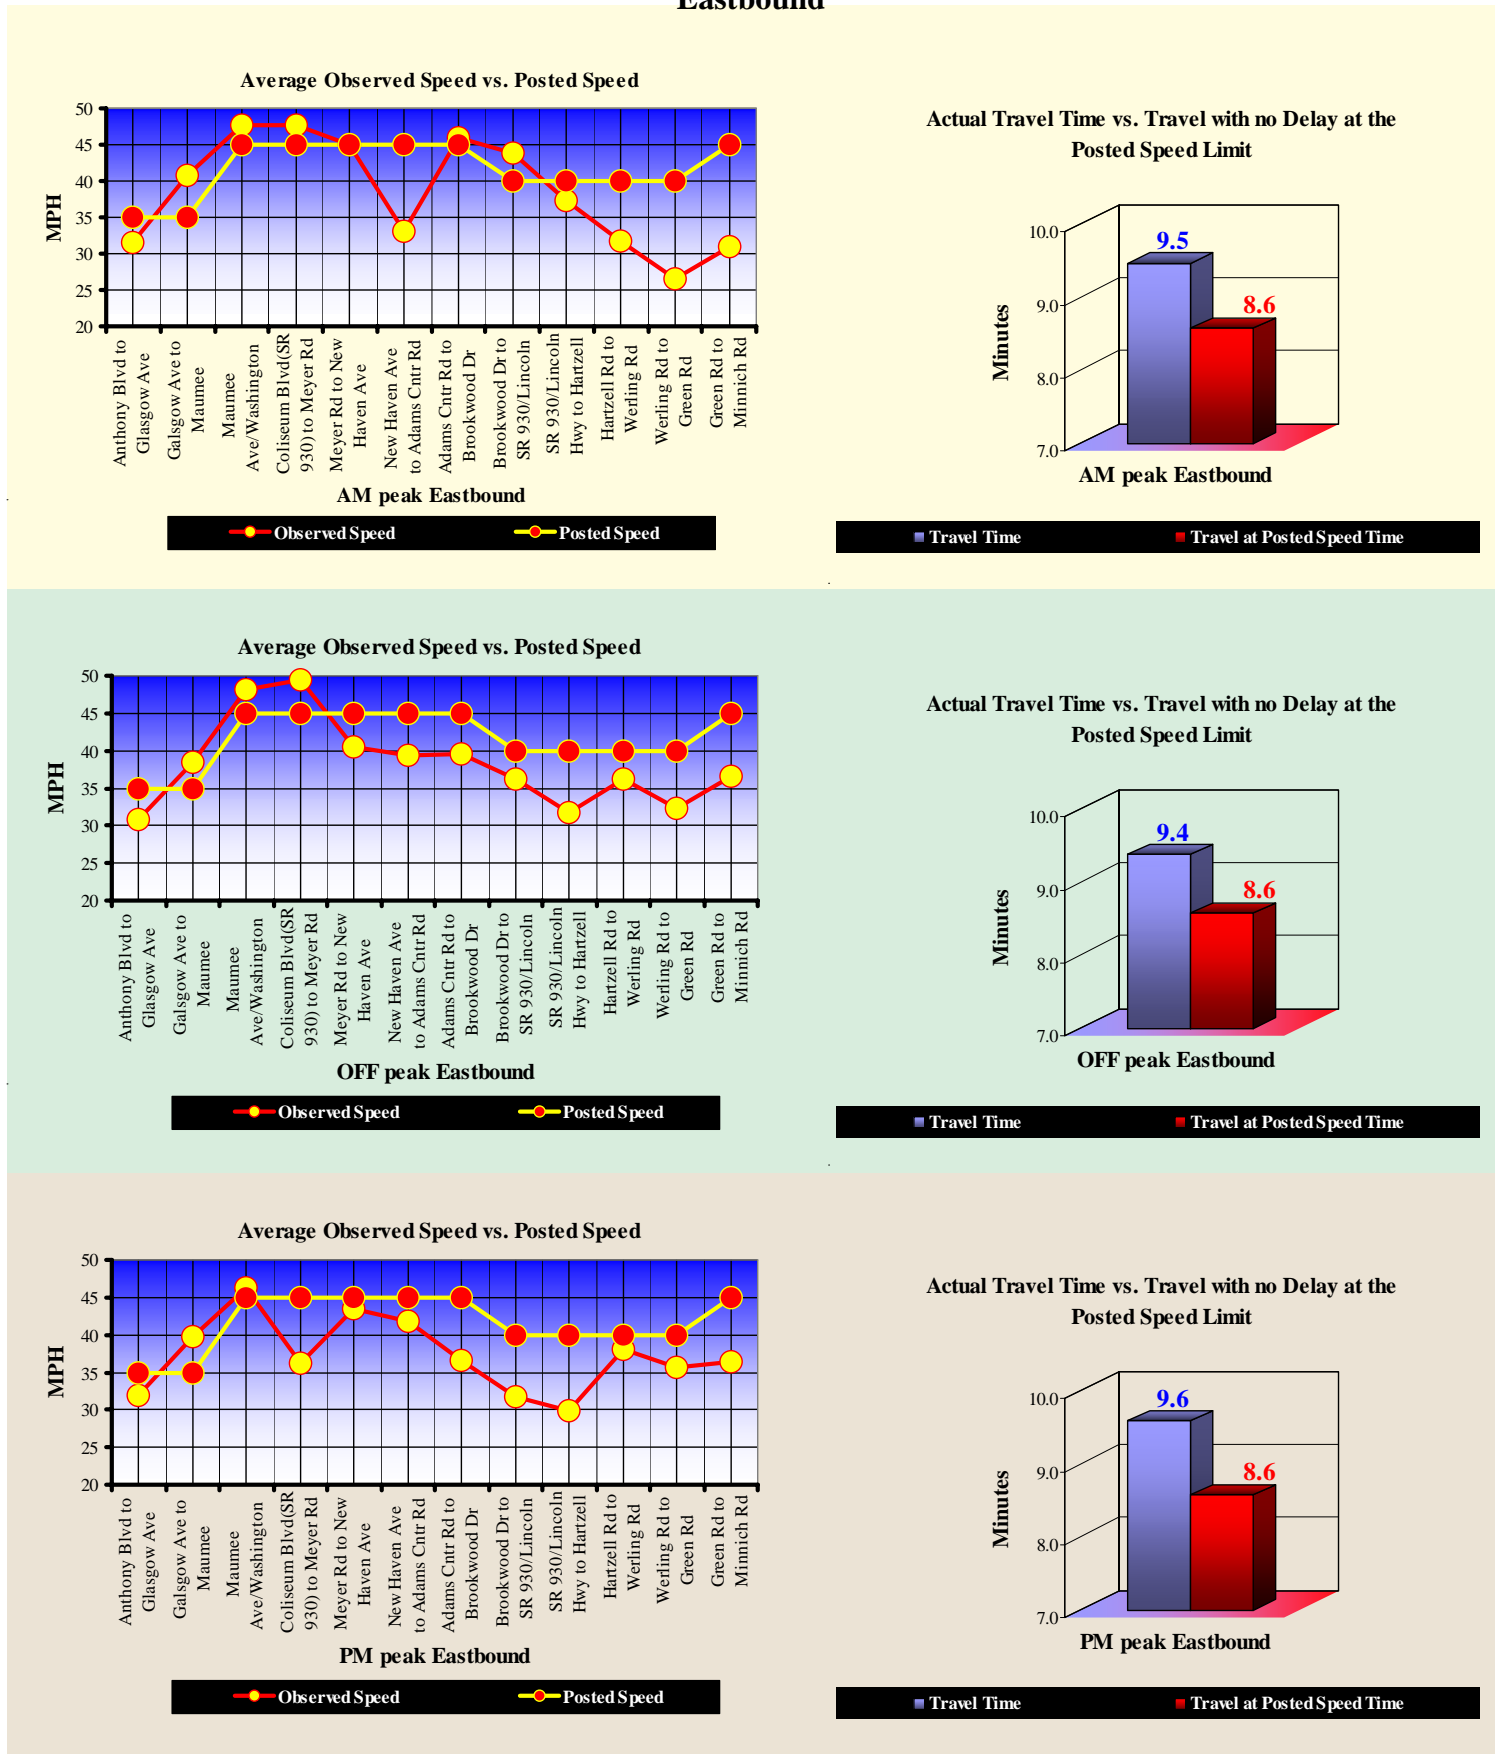 Eastbound
Average Observed Speed vs. Posted Speed
MPH
50
45
40
35
30
25
20
Anthony Blvd to
Glasgow Ave
Galsgow Ave to
Maumee
Maumee
Ave/Washington
Coliseum Blvd(SR
930) to Meyer Rd
Meyer Rd to New
Haven Ave
New Haven Ave
to Adams Cntr Rd
Adams Cntr Rd to
Brookwood Dr
Brookwood Dr to
SR 930/Lincoln
SR 930/Lincoln
Hwy to Hartzell
Hartzell Rd to
Werling Rd
Werling Rd to
Green Rd
Green Rd to
Minnich Rd
AM peak Eastbound
Observed Speed
Posted Speed
Actual Travel Time vs. Travel with no Delay at the
Posted Speed Limit
Minutes
10.0
9.0
8.0
7.0
9.5
8.6
AM peak Eastbound
Travel Time
Travel at Posted Speed Time
Average Observed Speed vs. Posted Speed
MPH
50
45
40
35
30
25
20
Anthony Blvd to
Glasgow Ave
Galsgow Ave to
Maumee
Maumee
Ave/Washington
Coliseum Blvd(SR
930) to Meyer Rd
Meyer Rd to New
Haven Ave
New Haven Ave
to Adams Cntr Rd
Adams Cntr Rd to
Brookwood Dr
Brookwood Dr to
SR 930/Lincoln
SR 930/Lincoln
Hwy to Hartzell
Hartzell Rd to
Werling Rd
Werling Rd to
Green Rd
Green Rd to
Minnich Rd
OFF peak Eastbound
Observed Speed
Posted Speed
Actual Travel Time vs. Travel with no Delay at the
Posted Speed Limit
Minutes
10.0
9.0
8.0
7.0
9.4
8.6
OFF peak Eastbound
Travel Time
Travel at Posted Speed Time
Average Observed Speed vs. Posted Speed
MPH
50
45
40
35
30
25
20
Anthony Blvd to
Glasgow Ave
Galsgow Ave to
Maumee
Maumee
Ave/Washington
Coliseum Blvd(SR
930) to Meyer Rd
Meyer Rd to New
Haven Ave
New Haven Ave
to Adams Cntr Rd
Adams Cntr Rd to
Brookwood Dr
Brookwood Dr to
SR 930/Lincoln
SR 930/Lincoln
Hwy to Hartzell
Hartzell Rd to
Werling Rd
Werling Rd to
Green Rd
Green Rd to
Minnich Rd
PM peak Eastbound
Observed Speed
Posted Speed
Actual Travel Time vs. Travel with no Delay at the
Posted Speed Limit
Minutes
10.0
9.0
8.0
7.0
9.6
8.6
PM peak Eastbound
Travel Time
Travel at Posted Speed Time